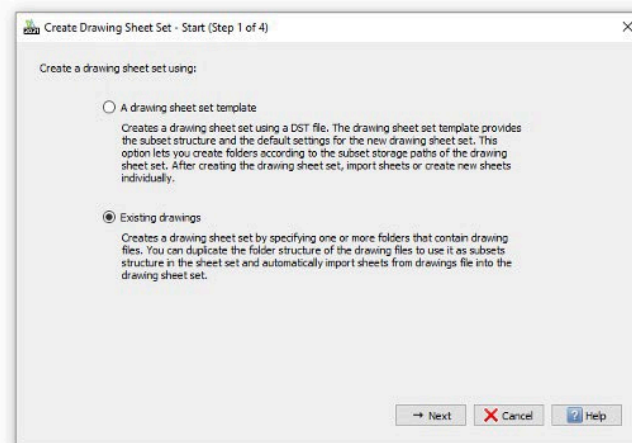 2021 Create Drawing Sheet Set - Start (Step 1 of 4)
Create a drawing sheet set using:
A drawing sheet set template
Creates a drawing sheet set using a DST file. The drawing sheet set template provides
the subset structure and the default settings for the new drawing sheet set. This
option lets you create folders according to the subset storage paths of the drawing
sheet set. After creating the drawing sheet set, import sheets or create new sheets
individually.
Existing drawings
Creates a drawing sheet set by specifying one or more folders that contain drawing
files. You can duplicate the folder structure of the drawing files to use it as subsets
structure in the sheet set and automatically import sheets from drawings file into the
drawing sheet set.
→ Next Cancel ? Help